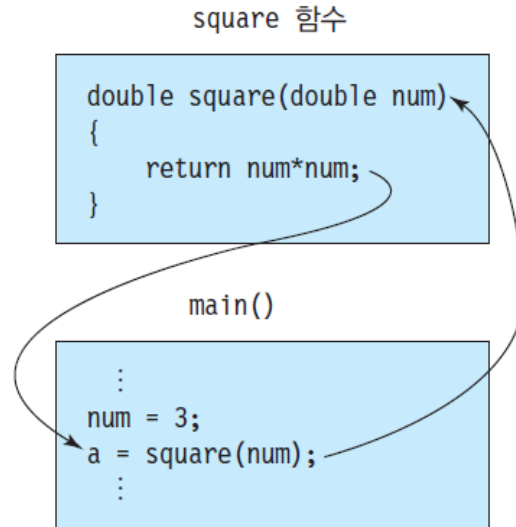 square 함수
double square(double num)
{
return num*num;
}
main()
⋮
num = 3;
a = square(num);
⋮